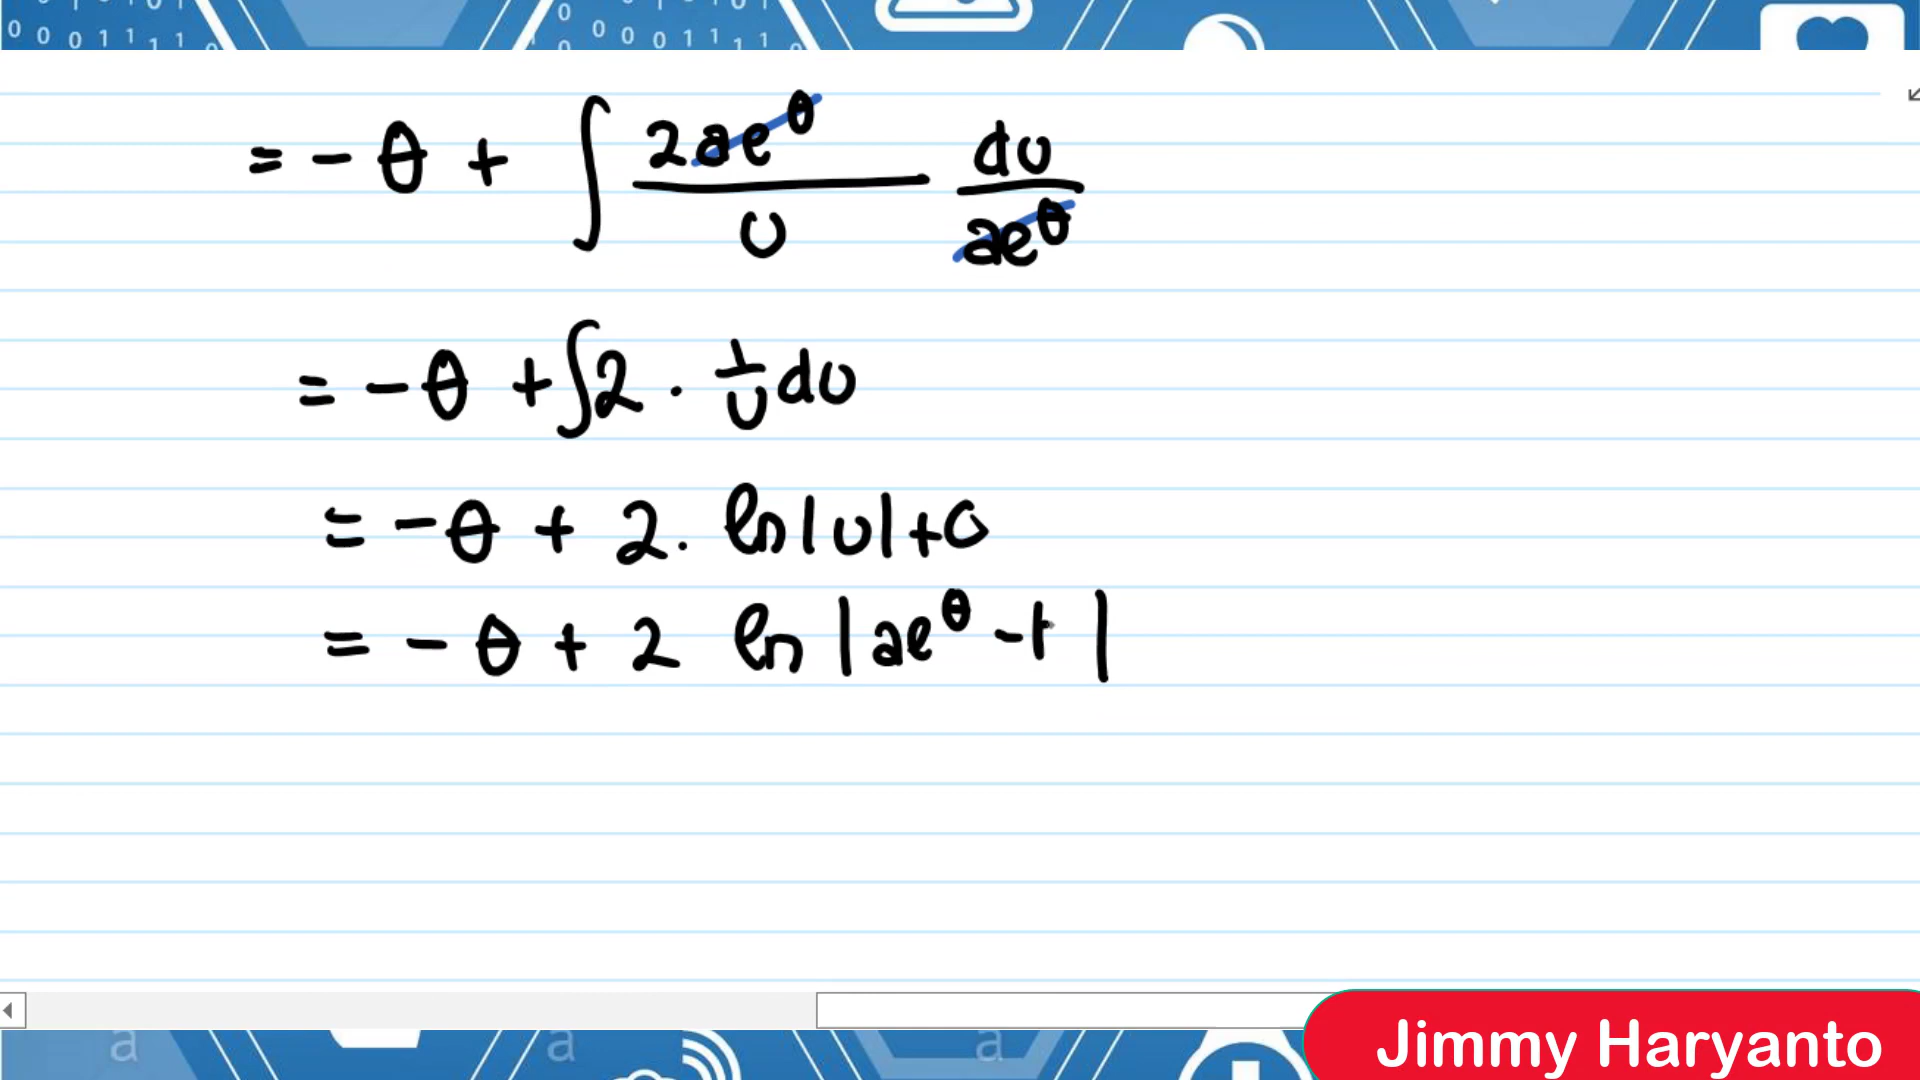 = - θ + ∫ 2ae^θ / u du / ae^θ
= - θ + ∫ 2 · 1/u du
= - θ + 2 . ln |u| + C
= - θ + 2 ln | ae^θ - 1 |
Jimmy Haryanto